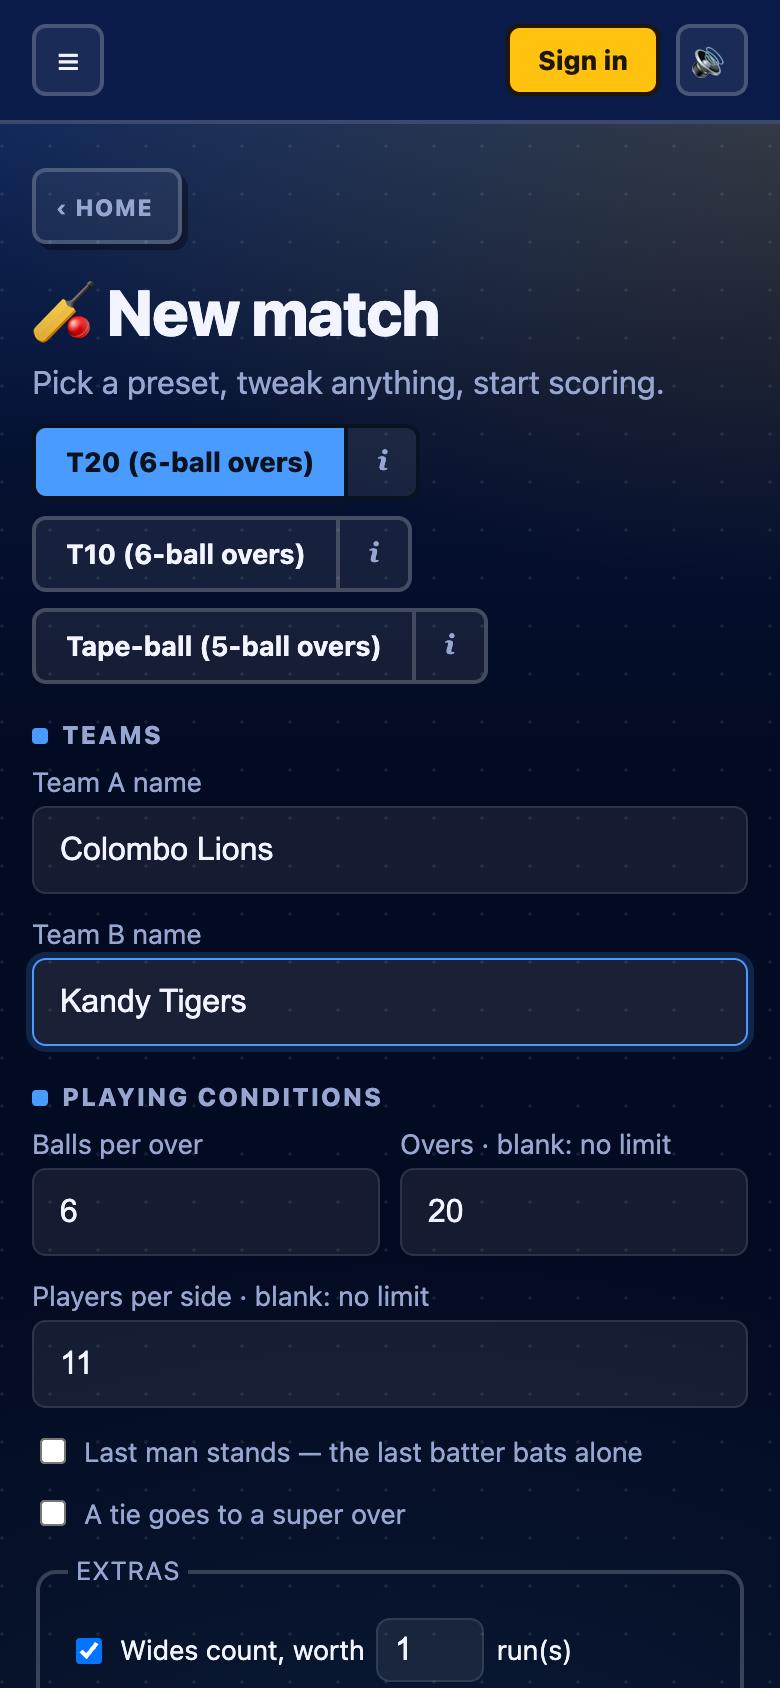 ≡
Sign in
‹ HOME
New match
Pick a preset, tweak anything, start scoring.
T20 (6-ball overs) i
T10 (6-ball overs) i
Tape-ball (5-ball overs) i
TEAMS
Team A name
Colombo Lions
Team B name
Kandy Tigers
PLAYING CONDITIONS
Balls per over Overs · blank: no limit
6 20
Players per side · blank: no limit
11
Last man stands — the last batter bats alone
A tie goes to a super over
EXTRAS
Wides count, worth 1 run(s)